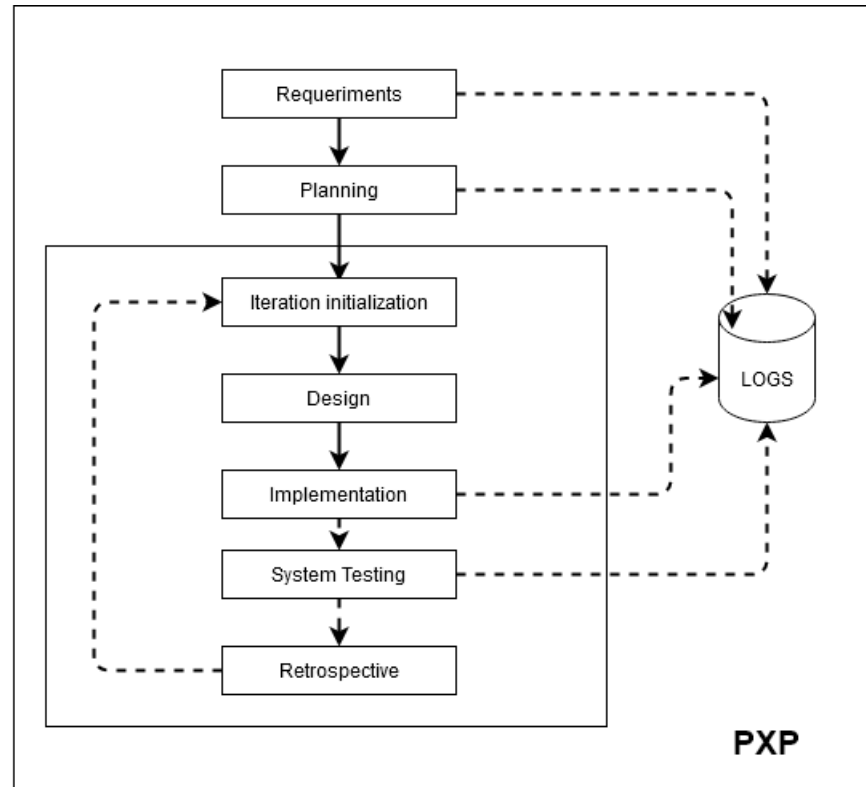 Requeriments
Planning
Iteration initialization
Design
LOGS
Implementation
System Testing
Retrospective
PXP